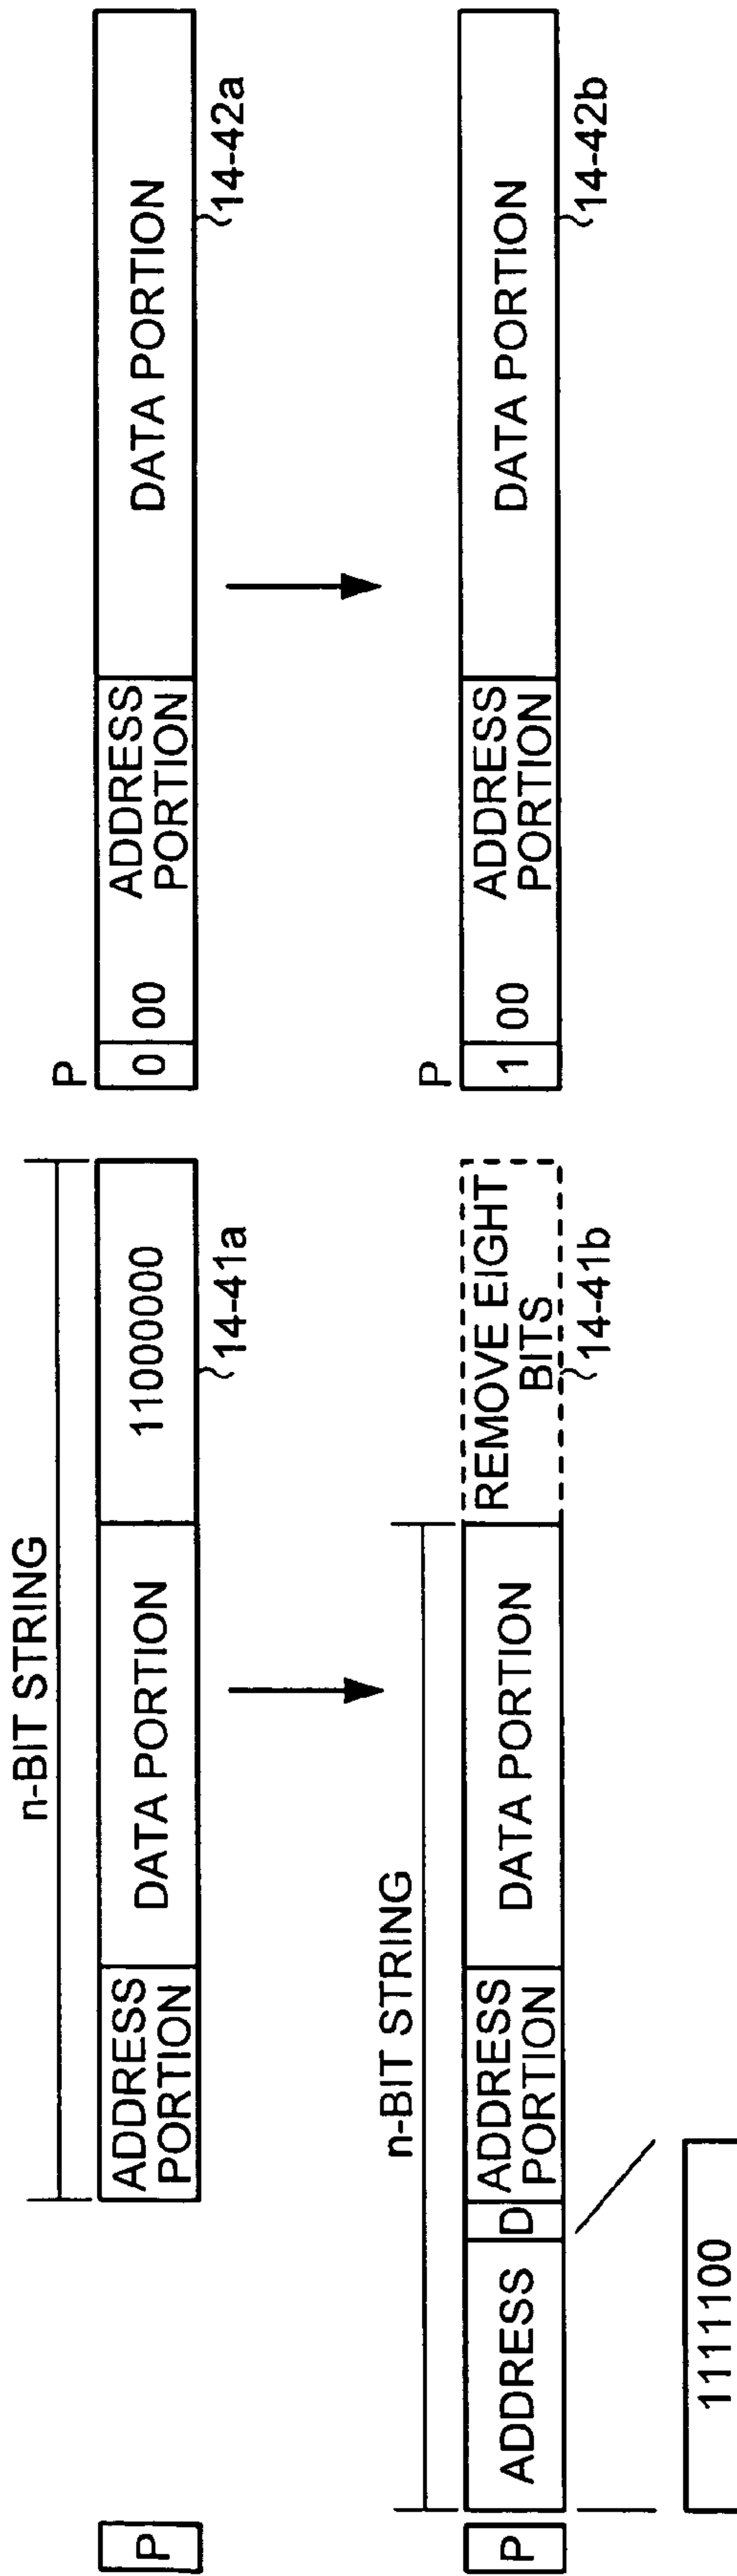 n-BIT STRING
P
ADDRESS
PORTION
DATA PORTION
11000000
14-41a
n-BIT STRING
P
ADDRESS
D
ADDRESS
PORTION
DATA PORTION
REMOVE EIGHT
BITS
14-41b
1111100
P
0
00
ADDRESS
PORTION
DATA PORTION
14-42a
P
1
00
ADDRESS
PORTION
DATA PORTION
14-42b